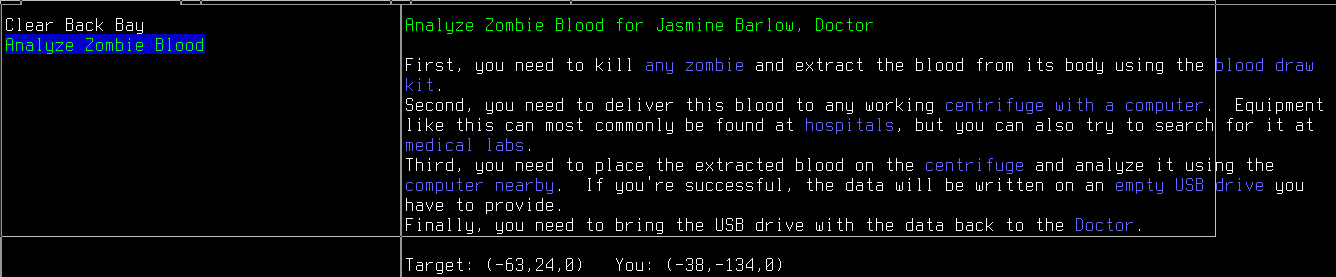 Clear Back Bay
Analyze Zombie Blood
Analyze Zombie Blood for Jasmine Barlow, Doctor
First, you need to kill any zombie and extract the blood from its body using the blood draw
kit.
Second, you need to deliver this blood to any working centrifuge with a computer.  Equipment
like this can most commonly be found at hospitals, but you can also try to search for it at
medical labs.
Third, you need to place the extracted blood on the centrifuge and analyze it using the
computer nearby.  If you're successful, the data will be written on an empty USB drive you
have to provide.
Finally, you need to bring the USB drive with the data back to the Doctor.
Target: (-63,24,0)   You: (-38,-134,0)